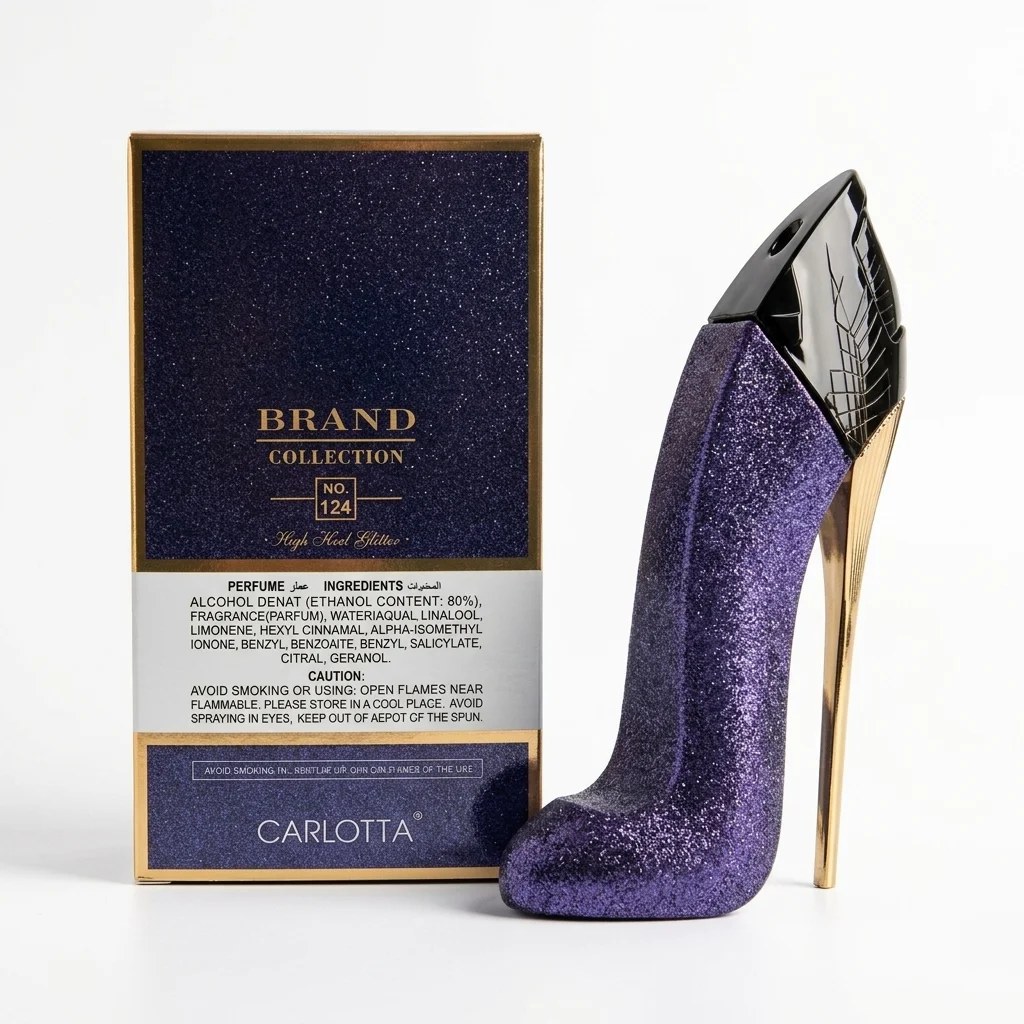 BRAND
COLLECTION
NO.
124
High Heel Glitter
PERFUME عطر INGREDIENTS
ALCOHOL DENAT (ETHANOL CONTENT: 80%),
FRAGRANCE(PARFUM), WATERIAQUAL, LINALOOL,
LIMONENE, HEXYL CINNAMAL, ALPHA-ISOMETHYL
IONONE, BENZYL, BENZOAITE, BENZYL, SALICYLATE,
CITRAL, GERANOL.
CAUTION:
AVOID SMOKING OR USING: OPEN FLAMES NEAR
FLAMMABLE. PLEASE STORE IN A COOL PLACE. AVOID
SPRAYING IN EYES, KEEP OUT OF AEPOT OF THE SPUN.
AVOID SMOKING OF THE
CARLOTTA®